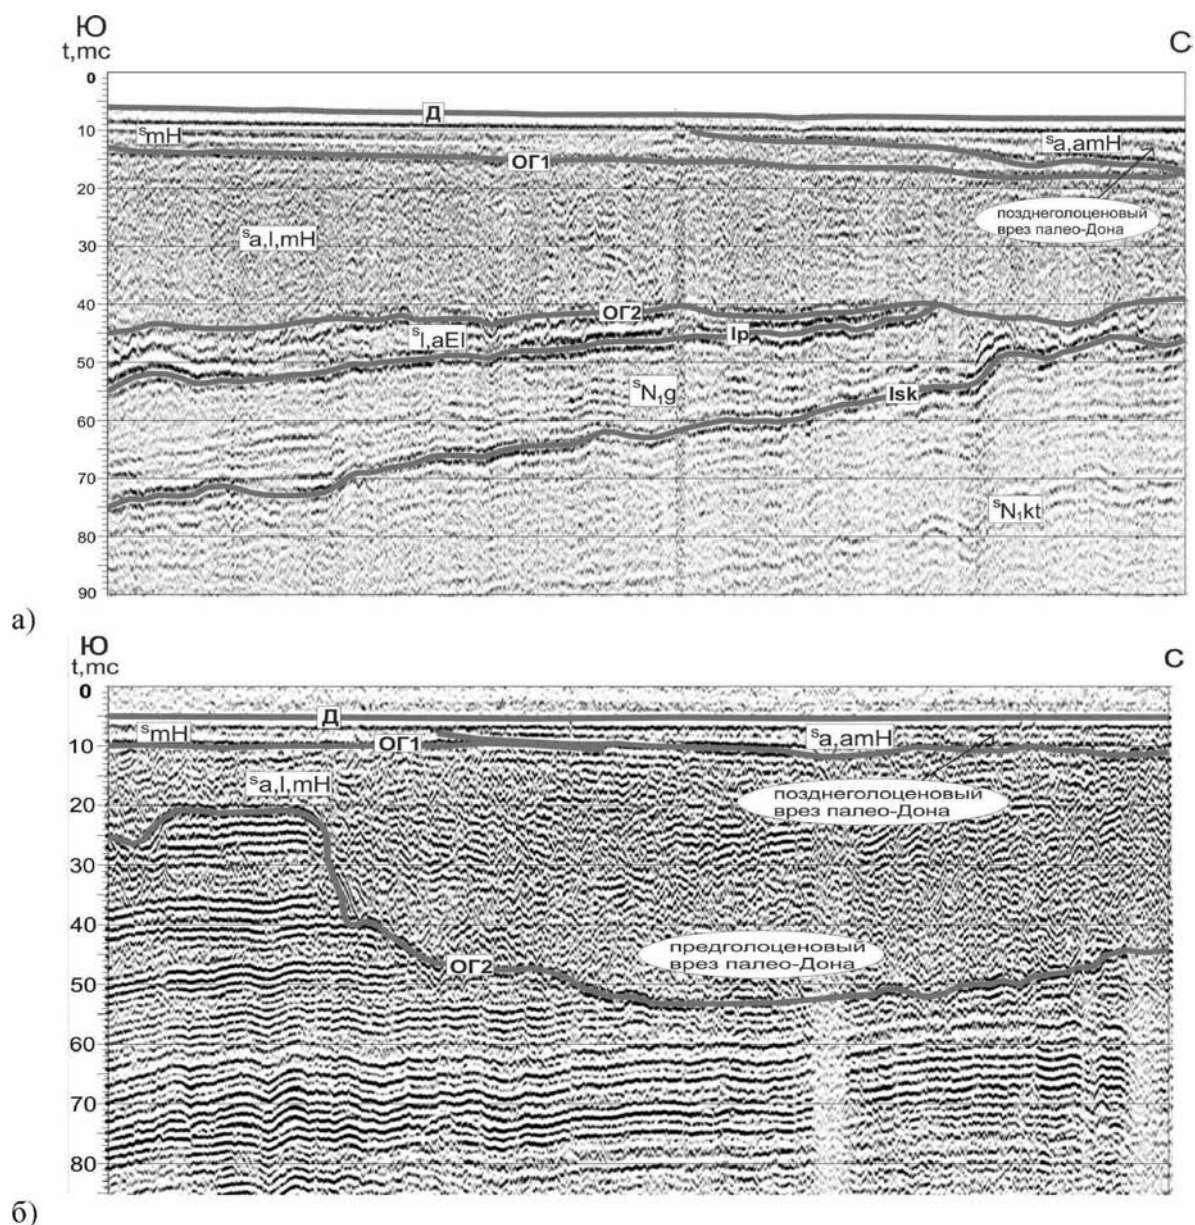 Ю
t,мс
С
0
Д
10
ˢmH
ОГ1
ˢa,amH
20
позднеголоценовый
врез палео-Дона
30
ˢa,l,mH
40
ОГ2
ˢl,aEl
Ip
50
ˢN₁g
Isk
60
70
ˢN₁kt
80
90
а)
Ю
t,мс
С
0
Д
ˢmH
10
ОГ1
ˢa,amH
ˢa,l,mH
позднеголоценовый
врез палео-Дона
20
30
40
предголоценовый
врез палео-Дона
ОГ2
50
60
70
80
б)